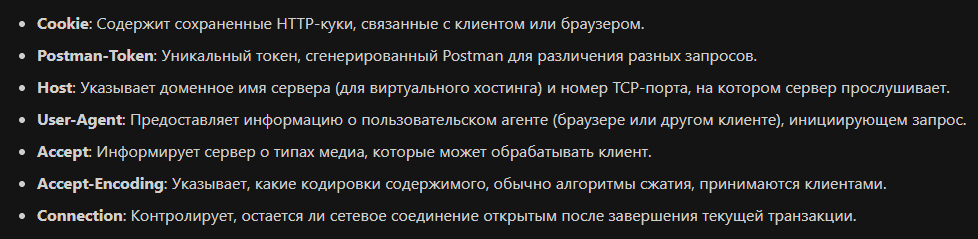 Cookie: Содержит сохраненные HTTP-куки, связанные с клиентом или браузером.
Postman-Token: Уникальный токен, сгенерированный Postman для различения разных запросов.
Host: Указывает доменное имя сервера (для виртуального хостинга) и номер TCP-порта, на котором сервер прослушивает.
User-Agent: Предоставляет информацию о пользовательском агенте (браузере или другом клиенте), инициирующем запрос.
Accept: Информирует сервер о типах медиа, которые может обрабатывать клиент.
Accept-Encoding: Указывает, какие кодировки содержимого, обычно алгоритмы сжатия, принимаются клиентами.
Connection: Контролирует, остается ли сетевое соединение открытым после завершения текущей транзакции.